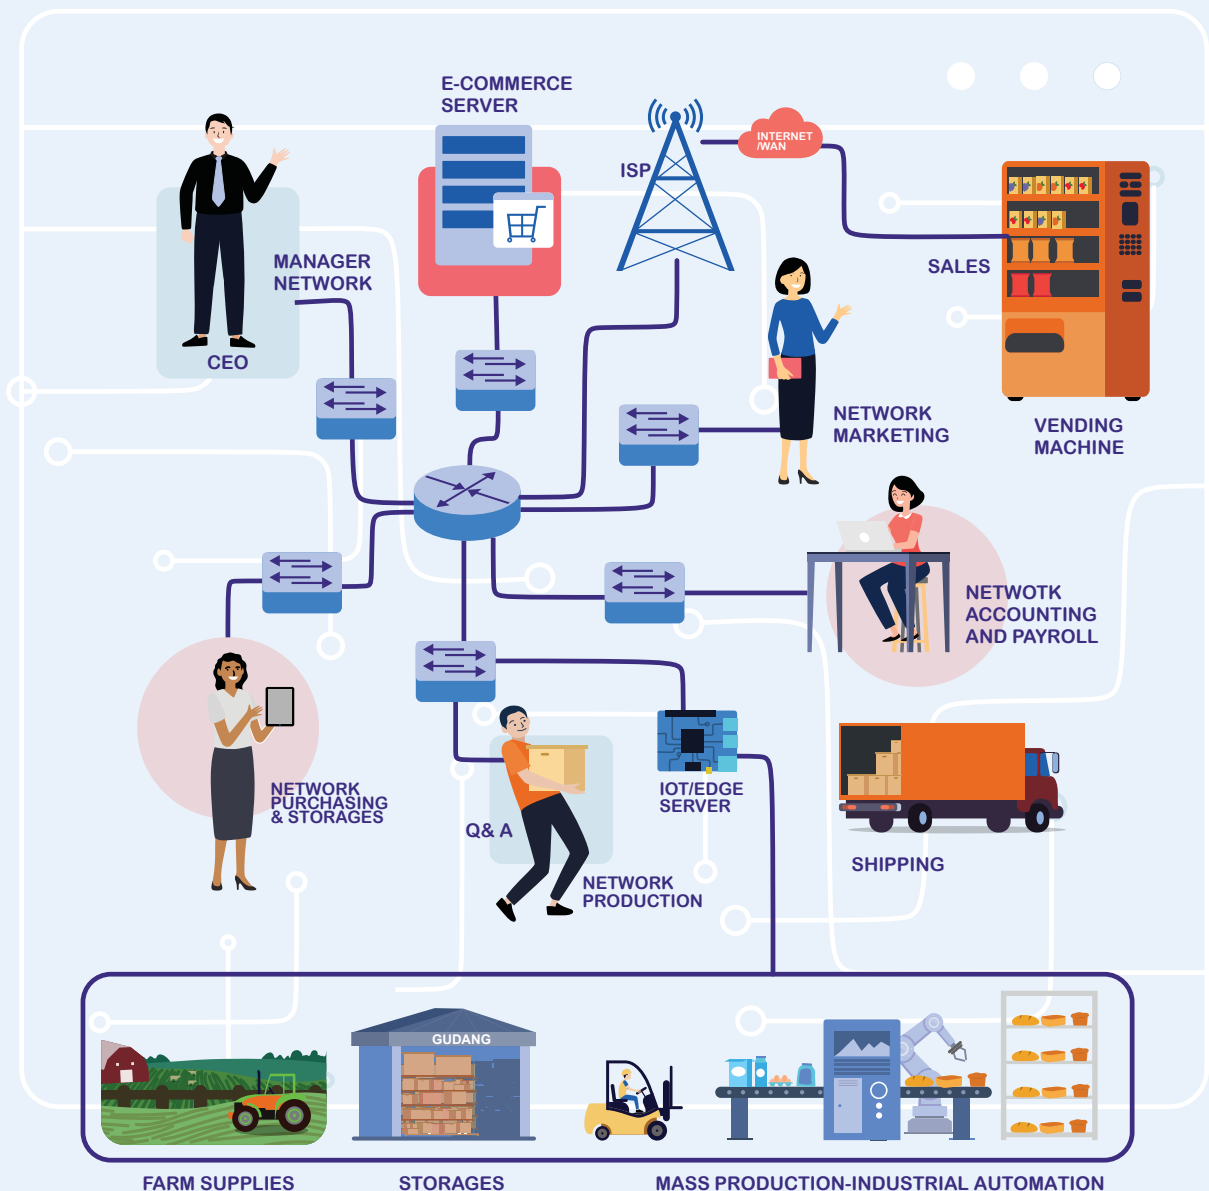 E-COMMERCE
SERVER
INTERNET
/WAN
ISP
MANAGER
NETWORK
SALES
CEO
NETWORK
MARKETING
VENDING
MACHINE
NETWOTK
ACCOUNTING
AND PAYROLL
NETWORK
PURCHASING
& STORAGES
IOT/EDGE
SERVER
Q& A
SHIPPING
NETWORK
PRODUCTION
GUDANG
FARM SUPPLIES
STORAGES
MASS PRODUCTION-INDUSTRIAL AUTOMATION